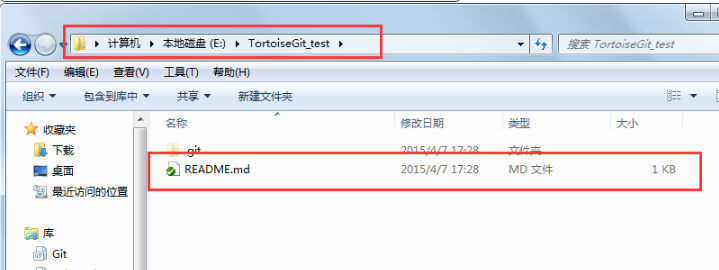 计算机 本地磁盘 (E:) TortoiseGit_test 搜索 TortoiseGit_test
文件(F) 编辑(E) 查看(V) 工具(T) 帮助(H)
组织 包含到库中 共享 新建文件夹
收藏夹
下载
桌面
最近访问的位置
库
Git
名称 修改日期 类型 大小
.git 2015/4/7 17:28 文件夹
README.md 2015/4/7 17:28 MD 文件 1 KB